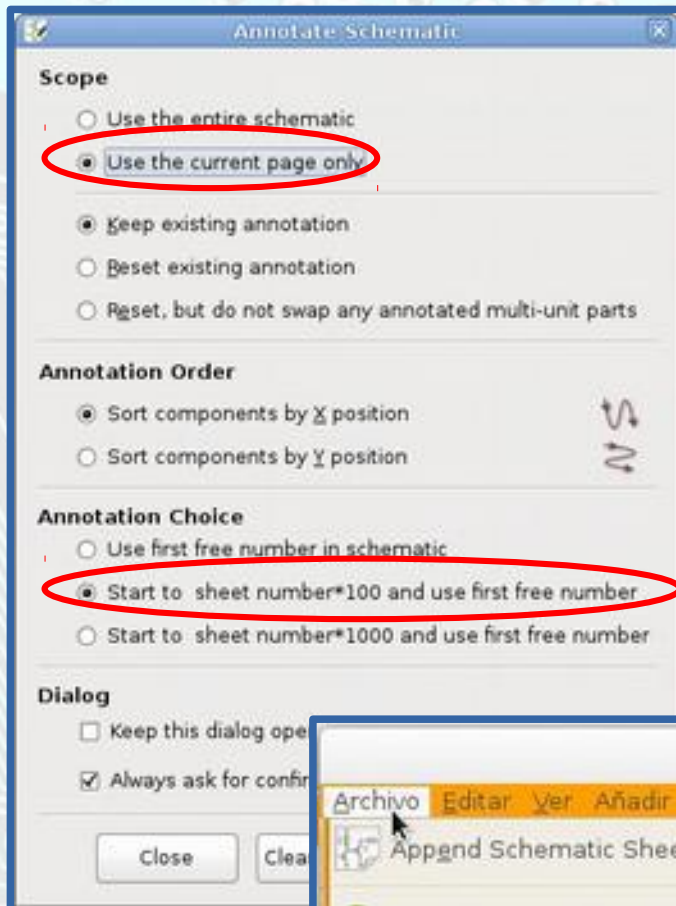 Annotate Schematic
Scope
Use the entire schematic
Use the current page only
Keep existing annotation
Reset existing annotation
Reset, but do not swap any annotated multi-unit parts
Annotation Order
Sort components by X position
Sort components by Y position
Annotation Choice
Use first free number in schematic
Start to sheet number*100 and use first free number
Start to sheet number*1000 and use first free number
Dialog
Keep this dialog ope
Always ask for confir
Close Clea
Archivo Editar Ver Añadir
Append Schematic Shee